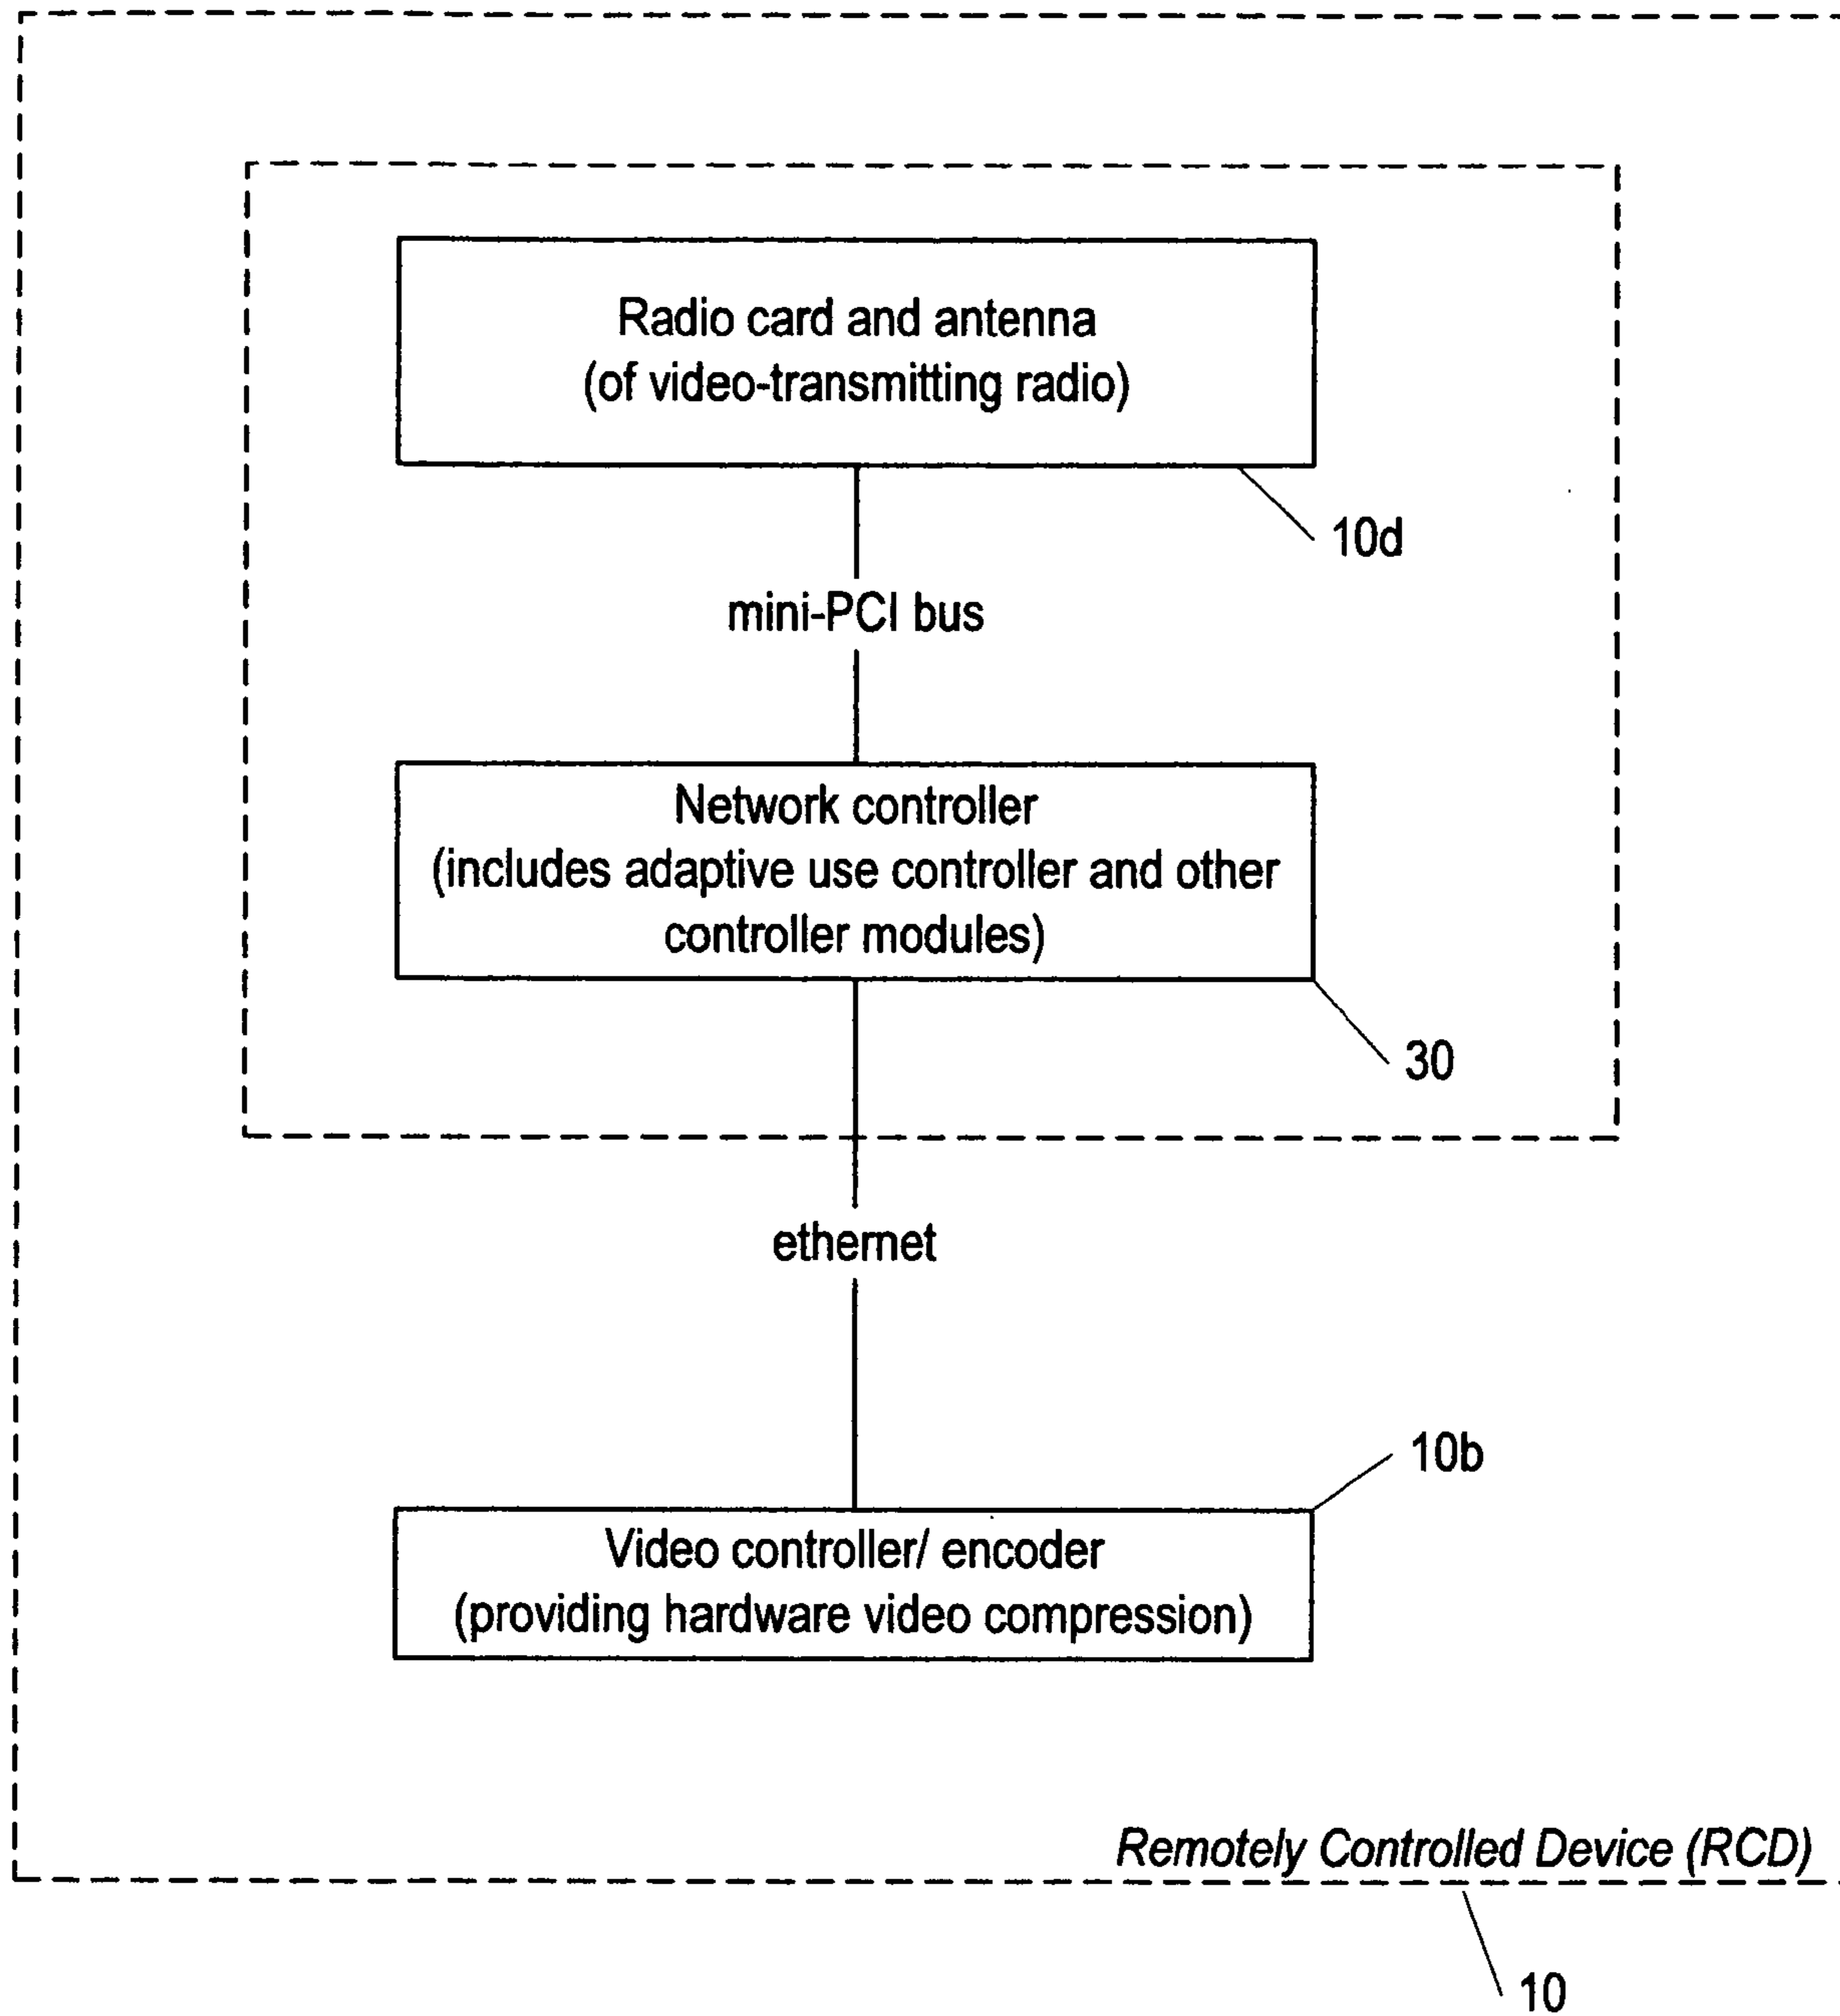 Radio card and antenna
(of video-transmitting radio)
10d
mini-PCI bus
Network controller
(includes adaptive use controller and other
controller modules)
30
ethernet
10b
Video controller/ encoder
(providing hardware video compression)
Remotely Controlled Device (RCD)
10